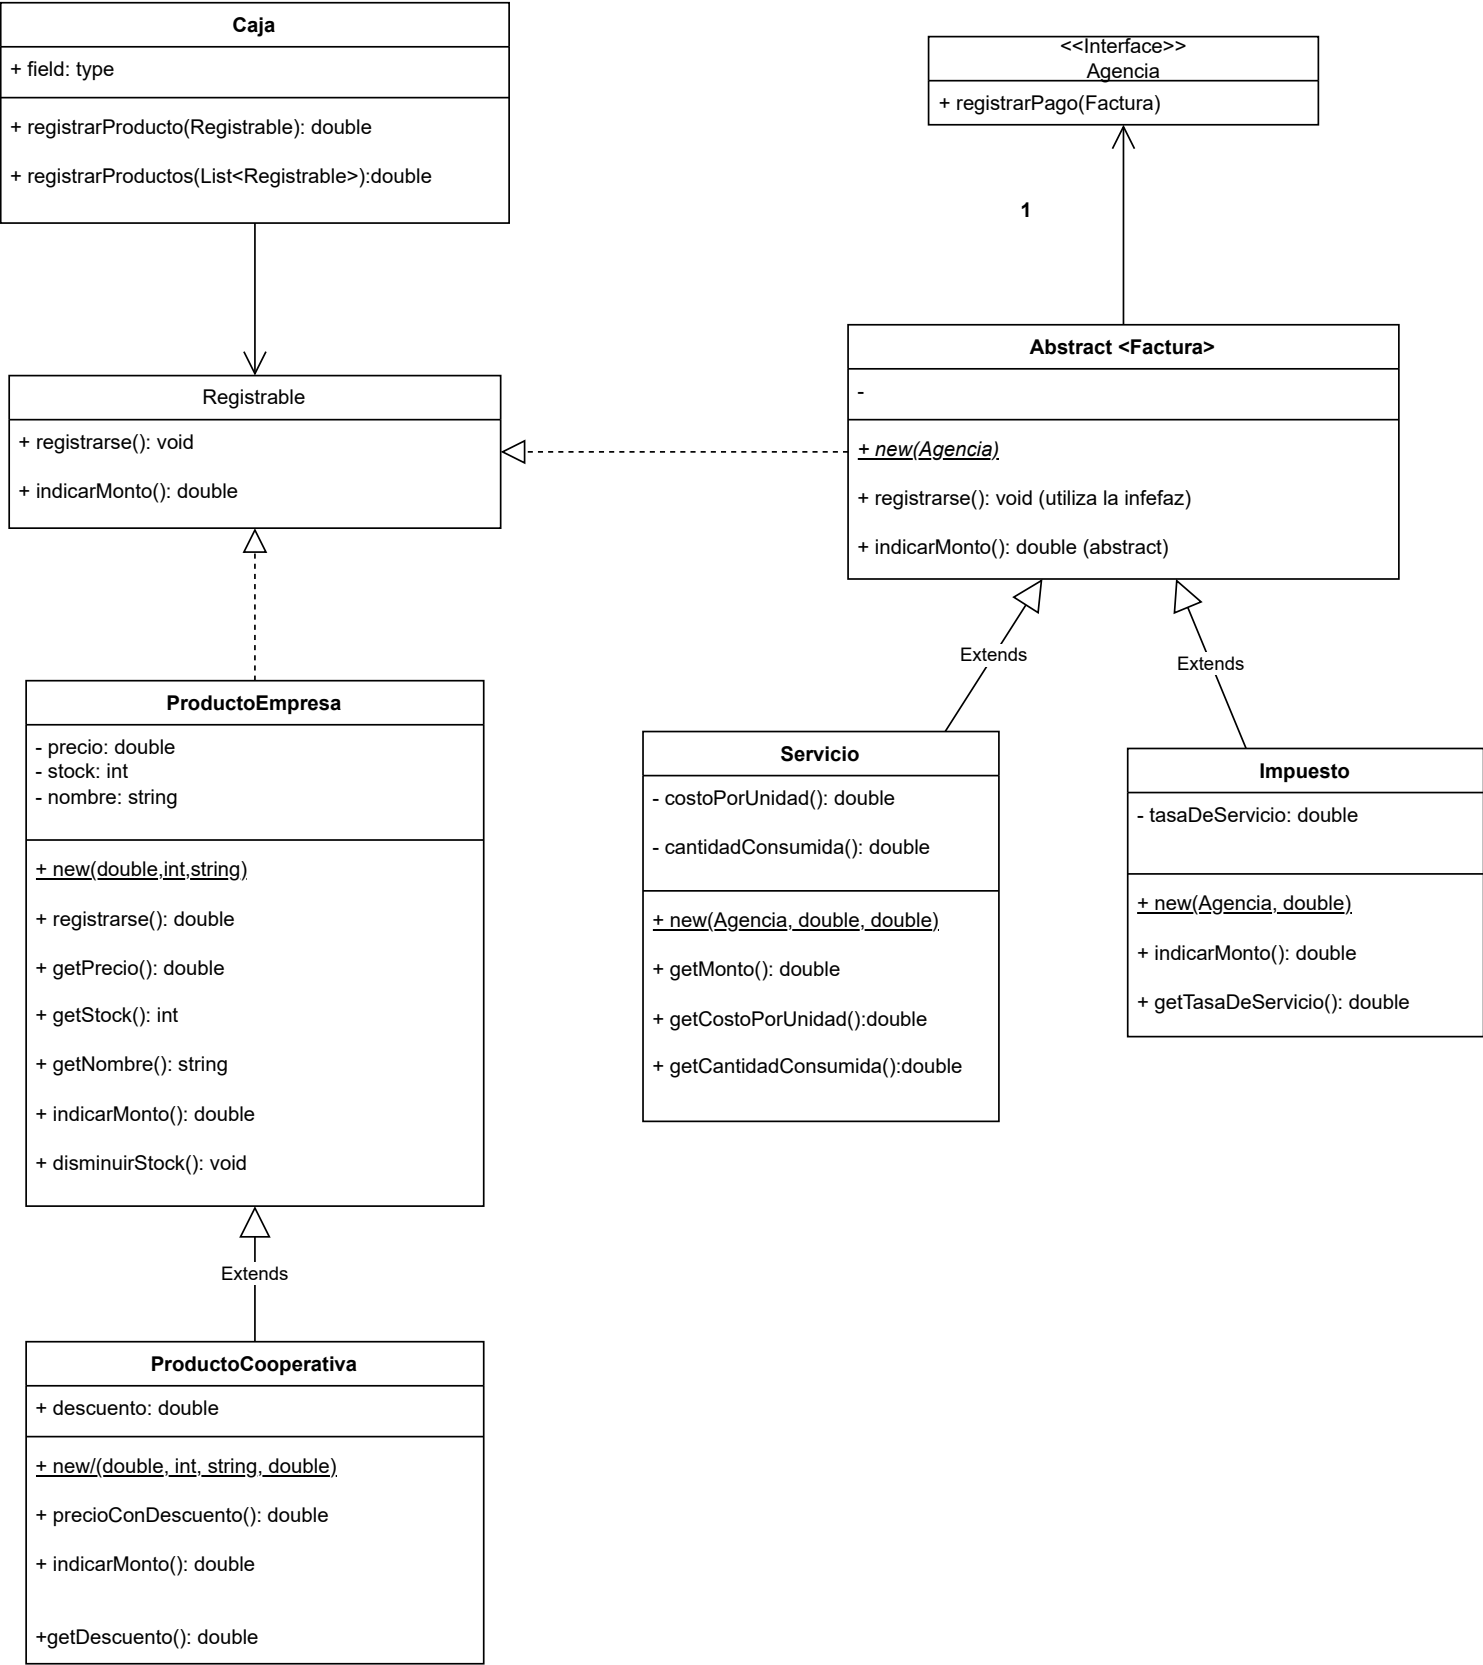 Caja
+ field: type
+ registrarProducto(Registrable): double
+ registrarProductos(List<Registrable>):double
<<Interface>>
Agencia
+ registrarPago(Factura)
1
Registrable
+ registrarse(): void
+ indicarMonto(): double
Abstract <Factura>
-
+ new(Agencia)
+ registrarse(): void (utiliza la infefaz)
+ indicarMonto(): double (abstract)
Extends
Extends
ProductoEmpresa
- precio: double
- stock: int
- nombre: string
+ new(double,int,string)
+ registrarse(): double
+ getPrecio(): double
+ getStock(): int
+ getNombre(): string
+ indicarMonto(): double
+ disminuirStock(): void
Servicio
- costoPorUnidad(): double
- cantidadConsumida(): double
+ new(Agencia, double, double)
+ getMonto(): double
+ getCostoPorUnidad():double
+ getCantidadConsumida():double
Impuesto
- tasaDeServicio: double
+ new(Agencia, double)
+ indicarMonto(): double
+ getTasaDeServicio(): double
Extends
ProductoCooperativa
+ descuento: double
+ new/(double, int, string, double)
+ precioConDescuento(): double
+ indicarMonto(): double
+getDescuento(): double